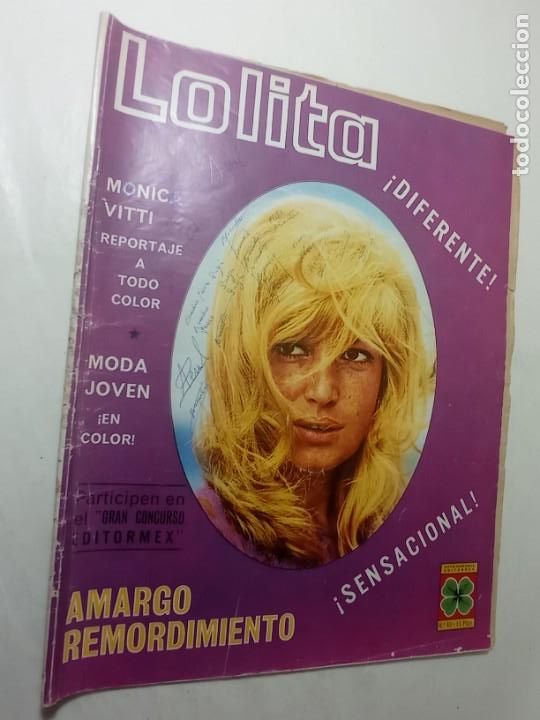 Lolita
MONICA
VITTI
REPORTAJE
A
TODO
COLOR
★
MODA
JOVEN
¡EN
COLOR!
Participen en
el "GRAN CONCURSO
EDITORMEX"
AMARGO
REMORDIMIENTO
¡DIFERENTE!
¡SENSACIONAL!
todocoleccion
todocoleccion